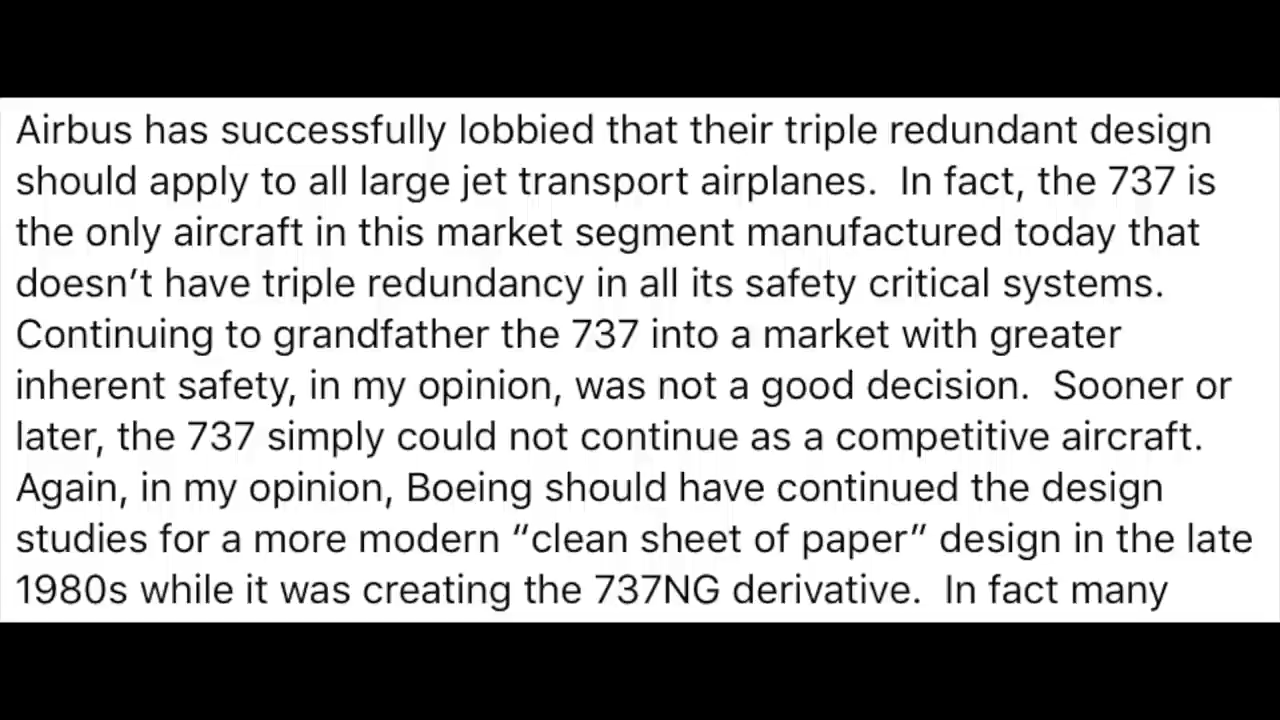 Airbus has successfully lobbied that their triple redundant design
should apply to all large jet transport airplanes.  In fact, the 737 is
the only aircraft in this market segment manufactured today that
doesn’t have triple redundancy in all its safety critical systems.
Continuing to grandfather the 737 into a market with greater
inherent safety, in my opinion, was not a good decision.  Sooner or
later, the 737 simply could not continue as a competitive aircraft.
Again, in my opinion, Boeing should have continued the design
studies for a more modern “clean sheet of paper” design in the late
1980s while it was creating the 737NG derivative.  In fact many